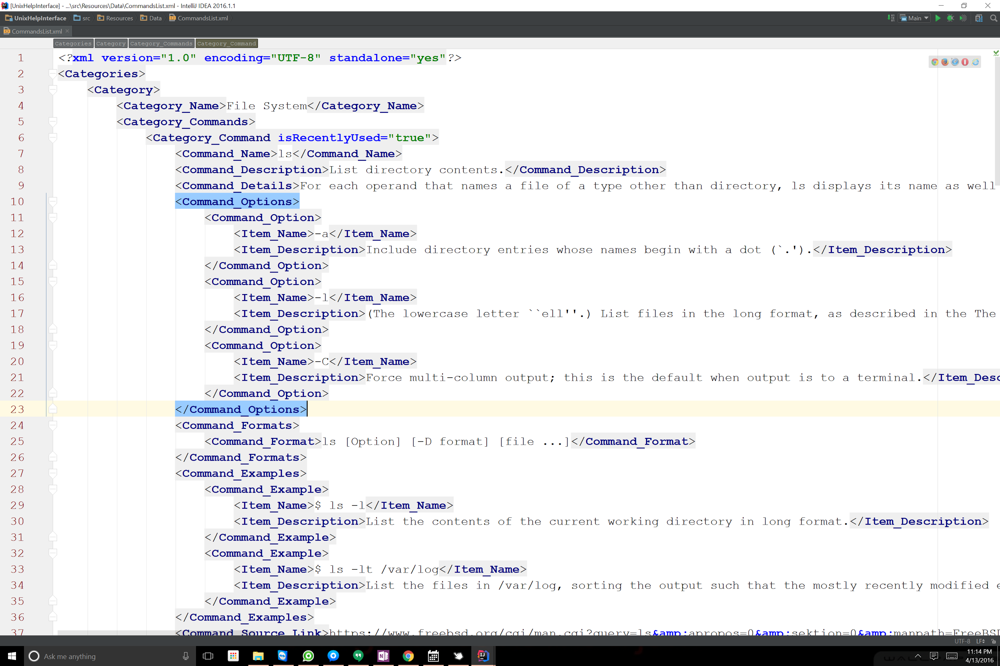 [UnixHelpInterface] - ...\src\Resources\Data\CommandsList.xml - IntelliJ IDEA 2016.1.1
UnixHelpInterface src Resources Data CommandsList.xml Main
CommandsList.xml
Categories Category Category_Commands Category_Command
1 <?xml version="1.0" encoding="UTF-8" standalone="yes"?>
2 <Categories>
3 <Category>
4 <Category_Name>File System</Category_Name>
5 <Category_Commands>
6 <Category_Command isRecentlyUsed="true">
7 <Command_Name>ls</Command_Name>
8 <Command_Description>List directory contents.</Command_Description>
9 <Command_Details>For each operand that names a file of a type other than directory, ls displays its name as well
10 <Command_Options>
11 <Command_Option>
12 <Item_Name>-a</Item_Name>
13 <Item_Description>Include directory entries whose names begin with a dot (`.').</Item_Description>
14 </Command_Option>
15 <Command_Option>
16 <Item_Name>-l</Item_Name>
17 <Item_Description>(The lowercase letter ``ell''.) List files in the long format, as described in the The
18 </Command_Option>
19 <Command_Option>
20 <Item_Name>-C</Item_Name>
21 <Item_Description>Force multi-column output; this is the default when output is to a terminal.</Item_Desc
22 </Command_Option>
23 </Command_Options>
24 <Command_Formats>
25 <Command_Format>ls [Option] [-D format] [file ...]</Command_Format>
26 </Command_Formats>
27 <Command_Examples>
28 <Command_Example>
29 <Item_Name>$ ls -l</Item_Name>
30 <Item_Description>List the contents of the current working directory in long format.</Item_Description>
31 </Command_Example>
32 <Command_Example>
33 <Item_Name>$ ls -lt /var/log</Item_Name>
34 <Item_Description>List the files in /var/log, sorting the output such that the mostly recently modified e
35 </Command_Example>
36 </Command_Examples>
37 <Command_Source_Link>https://www.freebsd.org/cgi/man.cgi?query=ls&amp;apropos=0&amp;sektion=0&amp;manpath=FreeBSD
UTF-8 LF
Ask me anything
11:14 PM
4/13/2016